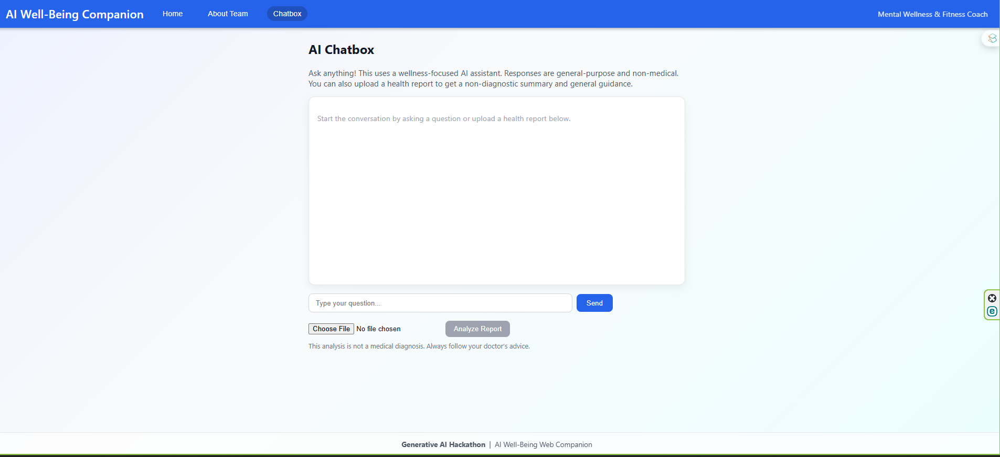 AI Well-Being Companion Home About Team Chatbox Mental Wellness & Fitness Coach
AI Chatbox
Ask anything! This uses a wellness-focused AI assistant. Responses are general-purpose and non-medical.
You can also upload a health report to get a non-diagnostic summary and general guidance.
Start the conversation by asking a question or upload a health report below.
Type your question... Send
Choose File No file chosen Analyze Report
This analysis is not a medical diagnosis. Always follow your doctor's advice.
Generative AI Hackathon | AI Well-Being Web Companion